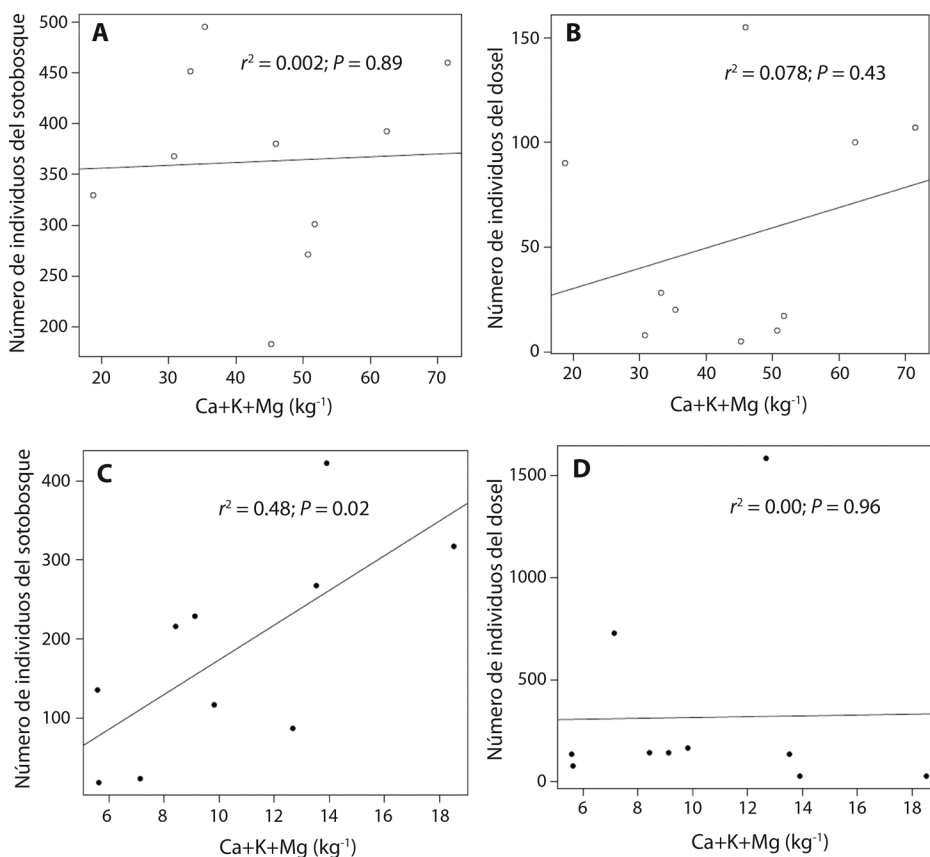 A
r² = 0.002; P = 0.89
Número de individuos del sotobosque
500
450
400
350
300
250
200
20 30 40 50 60 70
Ca+K+Mg (kg⁻¹)
B
r² = 0.078; P = 0.43
Número de individuos del dosel
150
100
50
0
20 30 40 50 60 70
Ca+K+Mg (kg⁻¹)
C
r² = 0.48; P = 0.02
Número de individuos del sotobosque
400
300
200
100
6 8 10 12 14 16 18
Ca+K+Mg (kg⁻¹)
D
r² = 0.00; P = 0.96
Número de individuos del dosel
1500
1000
500
0
6 8 10 12 14 16 18
Ca+K+Mg (kg⁻¹)